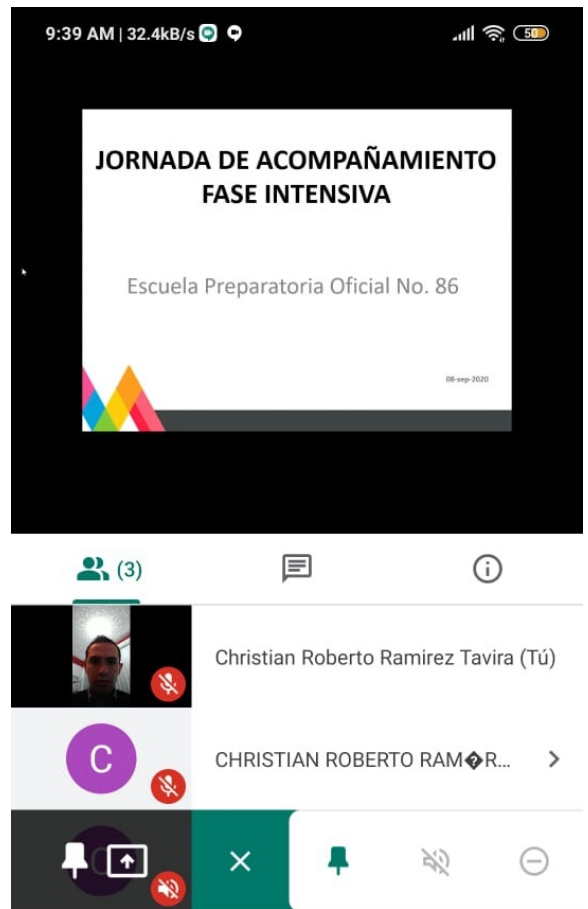 9:39 AM | 32.4kB/s
50
JORNADA DE ACOMPAÑAMIENTO
FASE INTENSIVA
Escuela Preparatoria Oficial No. 86
08-sep-2020
(3)
Christian Roberto Ramirez Tavira (Tú)
C
CHRISTIAN ROBERTO RAM�R...